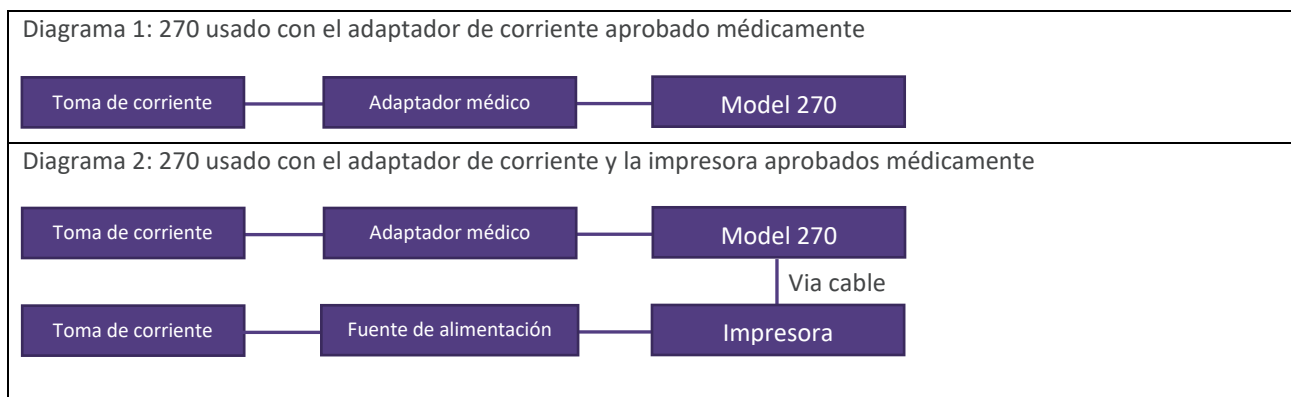 Diagrama 1: 270 usado con el adaptador de corriente aprobado médicamente
Toma de corriente
Adaptador médico
Model 270
Diagrama 2: 270 usado con el adaptador de corriente y la impresora aprobados médicamente
Toma de corriente
Adaptador médico
Model 270
Via cable
Toma de corriente
Fuente de alimentación
Impresora